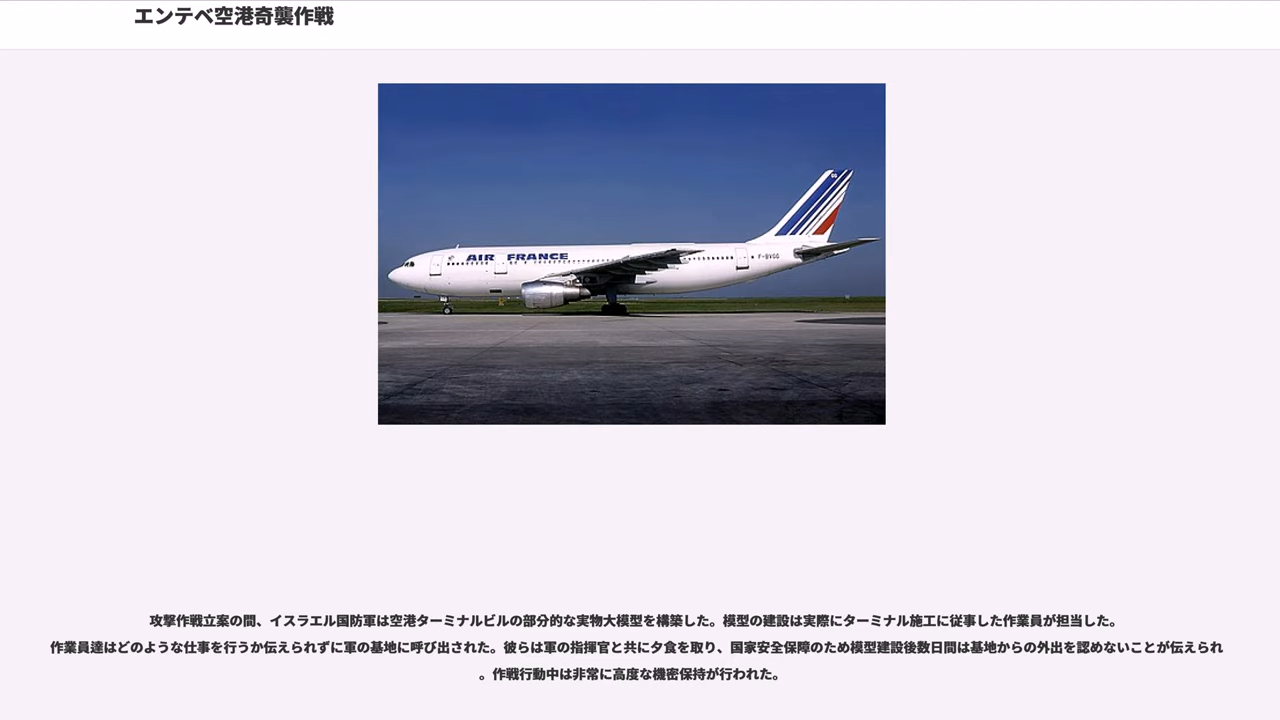 エンテベ空港奇襲作戦
AIR FRANCE
F-BVGG
攻撃作戦立案の間、イスラエル国防軍は空港ターミナルビルの部分的な実物大模型を構築した。模型の建設は実際にターミナル施工に従事した作業員が担当した。
作業員達はどのような仕事を行うか伝えられずに軍の基地に呼び出された。彼らは軍の指揮官と共に夕食を取り、国家安全保障のため模型建設後数日間は基地からの外出を認めないことが伝えられ
。作戦行動中は非常に高度な機密保持が行われた。